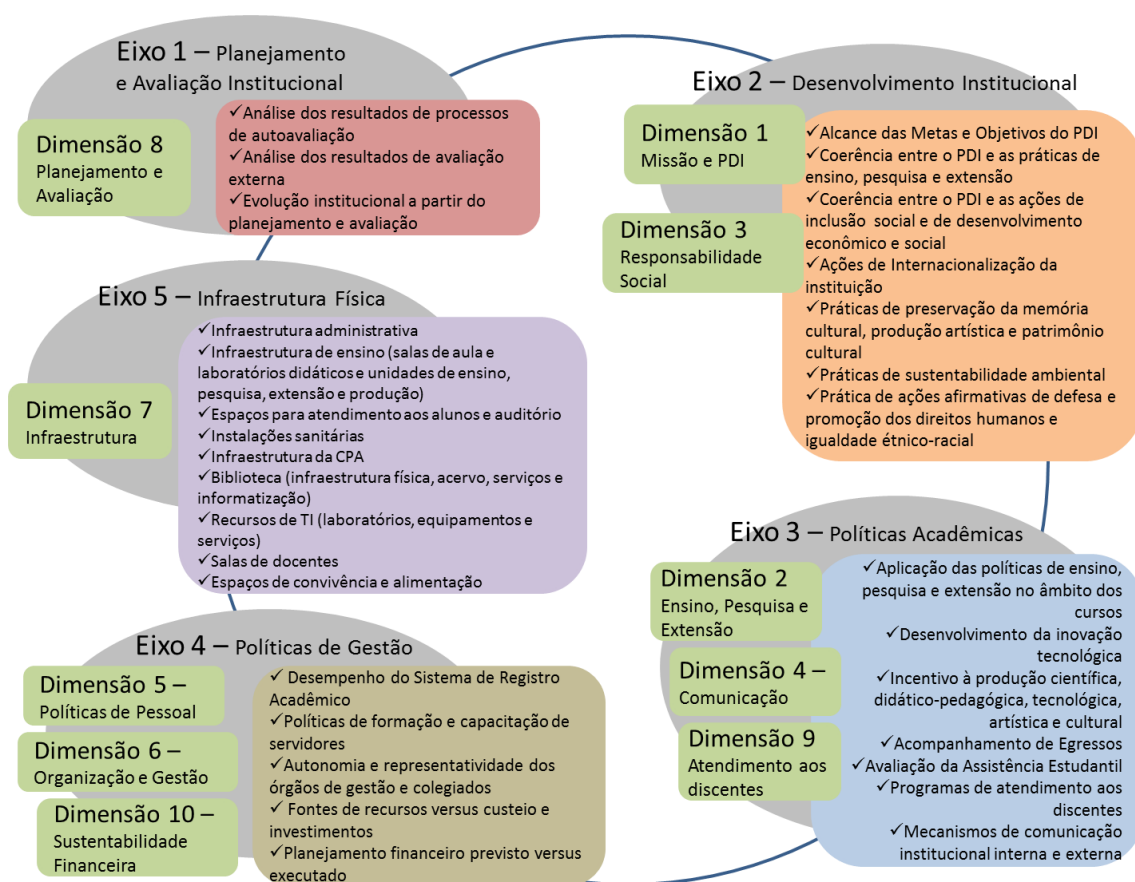 Eixo 1 – Planejamento
e Avaliação Institucional
Dimensão 8
Planejamento e
Avaliação
✓Análise dos resultados de processos
de autoavaliação
✓Análise dos resultados de avaliação
externa
✓Evolução institucional a partir do
planejamento e avaliação
Eixo 2 – Desenvolvimento Institucional
Dimensão 1
Missão e PDI
Dimensão 3
Responsabilidade
Social
✓Alcance das Metas e Objetivos do PDI
✓Coerência entre o PDI e as práticas de
ensino, pesquisa e extensão
✓Coerência entre o PDI e as ações de
inclusão social e de desenvolvimento
econômico e social
✓Ações de Internacionalização da
instituição
✓Práticas de preservação da memória
cultural, produção artística e patrimônio
cultural
✓Práticas de sustentabilidade ambiental
✓Prática de ações afirmativas de defesa e
promoção dos direitos humanos e
igualdade étnico-racial
Eixo 5 – Infraestrutura Física
Dimensão 7
Infraestrutura
✓Infraestrutura administrativa
✓Infraestrutura de ensino (salas de aula e
laboratórios didáticos e unidades de ensino,
pesquisa, extensão e produção)
✓Espaços para atendimento aos alunos e auditório
✓Instalações sanitárias
✓Infraestrutura da CPA
✓Biblioteca (infraestrutura física, acervo, serviços e
informatização)
✓Recursos de TI (laboratórios, equipamentos e
serviços)
✓Salas de docentes
✓Espaços de convivência e alimentação
Eixo 3 – Políticas Acadêmicas
Dimensão 2
Ensino, Pesquisa e
Extensão
Dimensão 4 –
Comunicação
Dimensão 9
Atendimento aos
discentes
✓Aplicação das políticas de ensino,
pesquisa e extensão no âmbito dos
cursos
✓Desenvolvimento da inovação
tecnológica
✓Incentivo à produção científica,
didático-pedagógica, tecnológica,
artística e cultural
✓Acompanhamento de Egressos
✓Avaliação da Assistência Estudantil
✓Programas de atendimento aos
discentes
✓Mecanismos de comunicação
institucional interna e externa
Eixo 4 – Políticas de Gestão
Dimensão 5 –
Políticas de Pessoal
Dimensão 6 –
Organização e Gestão
Dimensão 10 –
Sustentabilidade
Financeira
✓ Desempenho do Sistema de Registro
Acadêmico
✓Políticas de formação e capacitação de
servidores
✓Autonomia e representatividade dos
órgãos de gestão e colegiados
✓ Fontes de recursos versus custeio e
investimentos
✓Planejamento financeiro previsto versus
executado